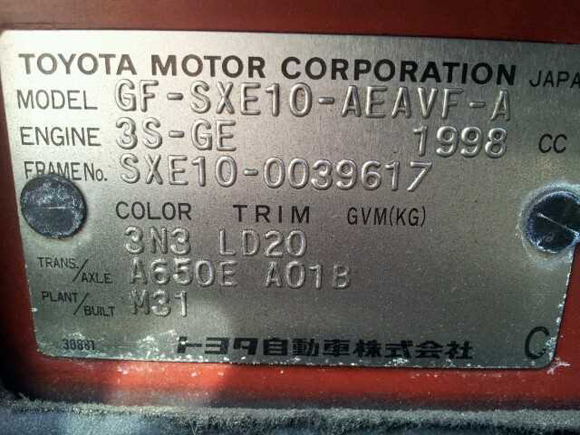 TOYOTA MOTOR CORPORATION JAPA
MODEL GF-SXE10-AEAVF-A
ENGINE 3S-GE 1998 CC
FRAME No. SXE10-0039617
COLOR TRIM GVM(KG)
3N3 LD20
TRANS./AXLE A650E A01B
PLANT/BUILT M31
30881 トヨタ自動車株式会社 C